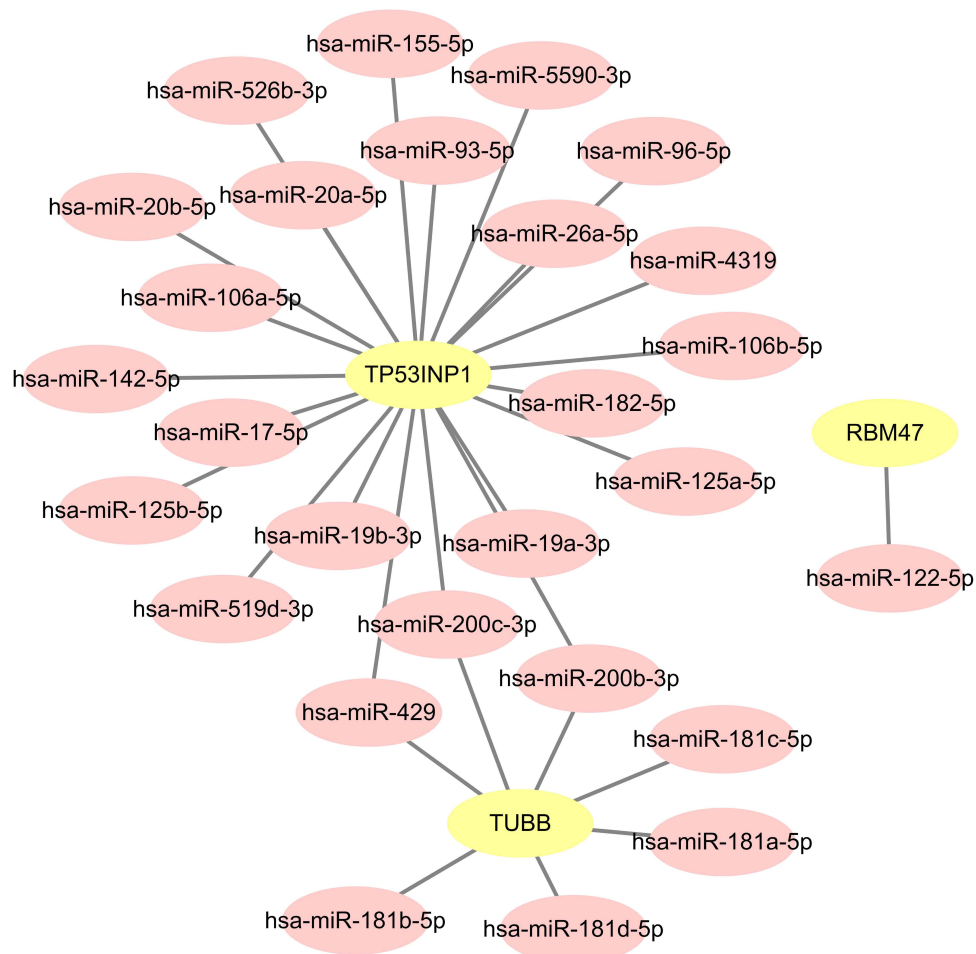 hsa-miR-155-5p
hsa-miR-5590-3p
hsa-miR-526b-3p
hsa-miR-93-5p
hsa-miR-96-5p
hsa-miR-20a-5p
hsa-miR-20b-5p
hsa-miR-26a-5p
hsa-miR-4319
hsa-miR-106a-5p
hsa-miR-106b-5p
TP53INP1
hsa-miR-142-5p
hsa-miR-182-5p
hsa-miR-17-5p
RBM47
hsa-miR-125a-5p
hsa-miR-125b-5p
hsa-miR-19b-3p
hsa-miR-19a-3p
hsa-miR-122-5p
hsa-miR-519d-3p
hsa-miR-200c-3p
hsa-miR-200b-3p
hsa-miR-429
hsa-miR-181c-5p
TUBB
hsa-miR-181a-5p
hsa-miR-181b-5p
hsa-miR-181d-5p